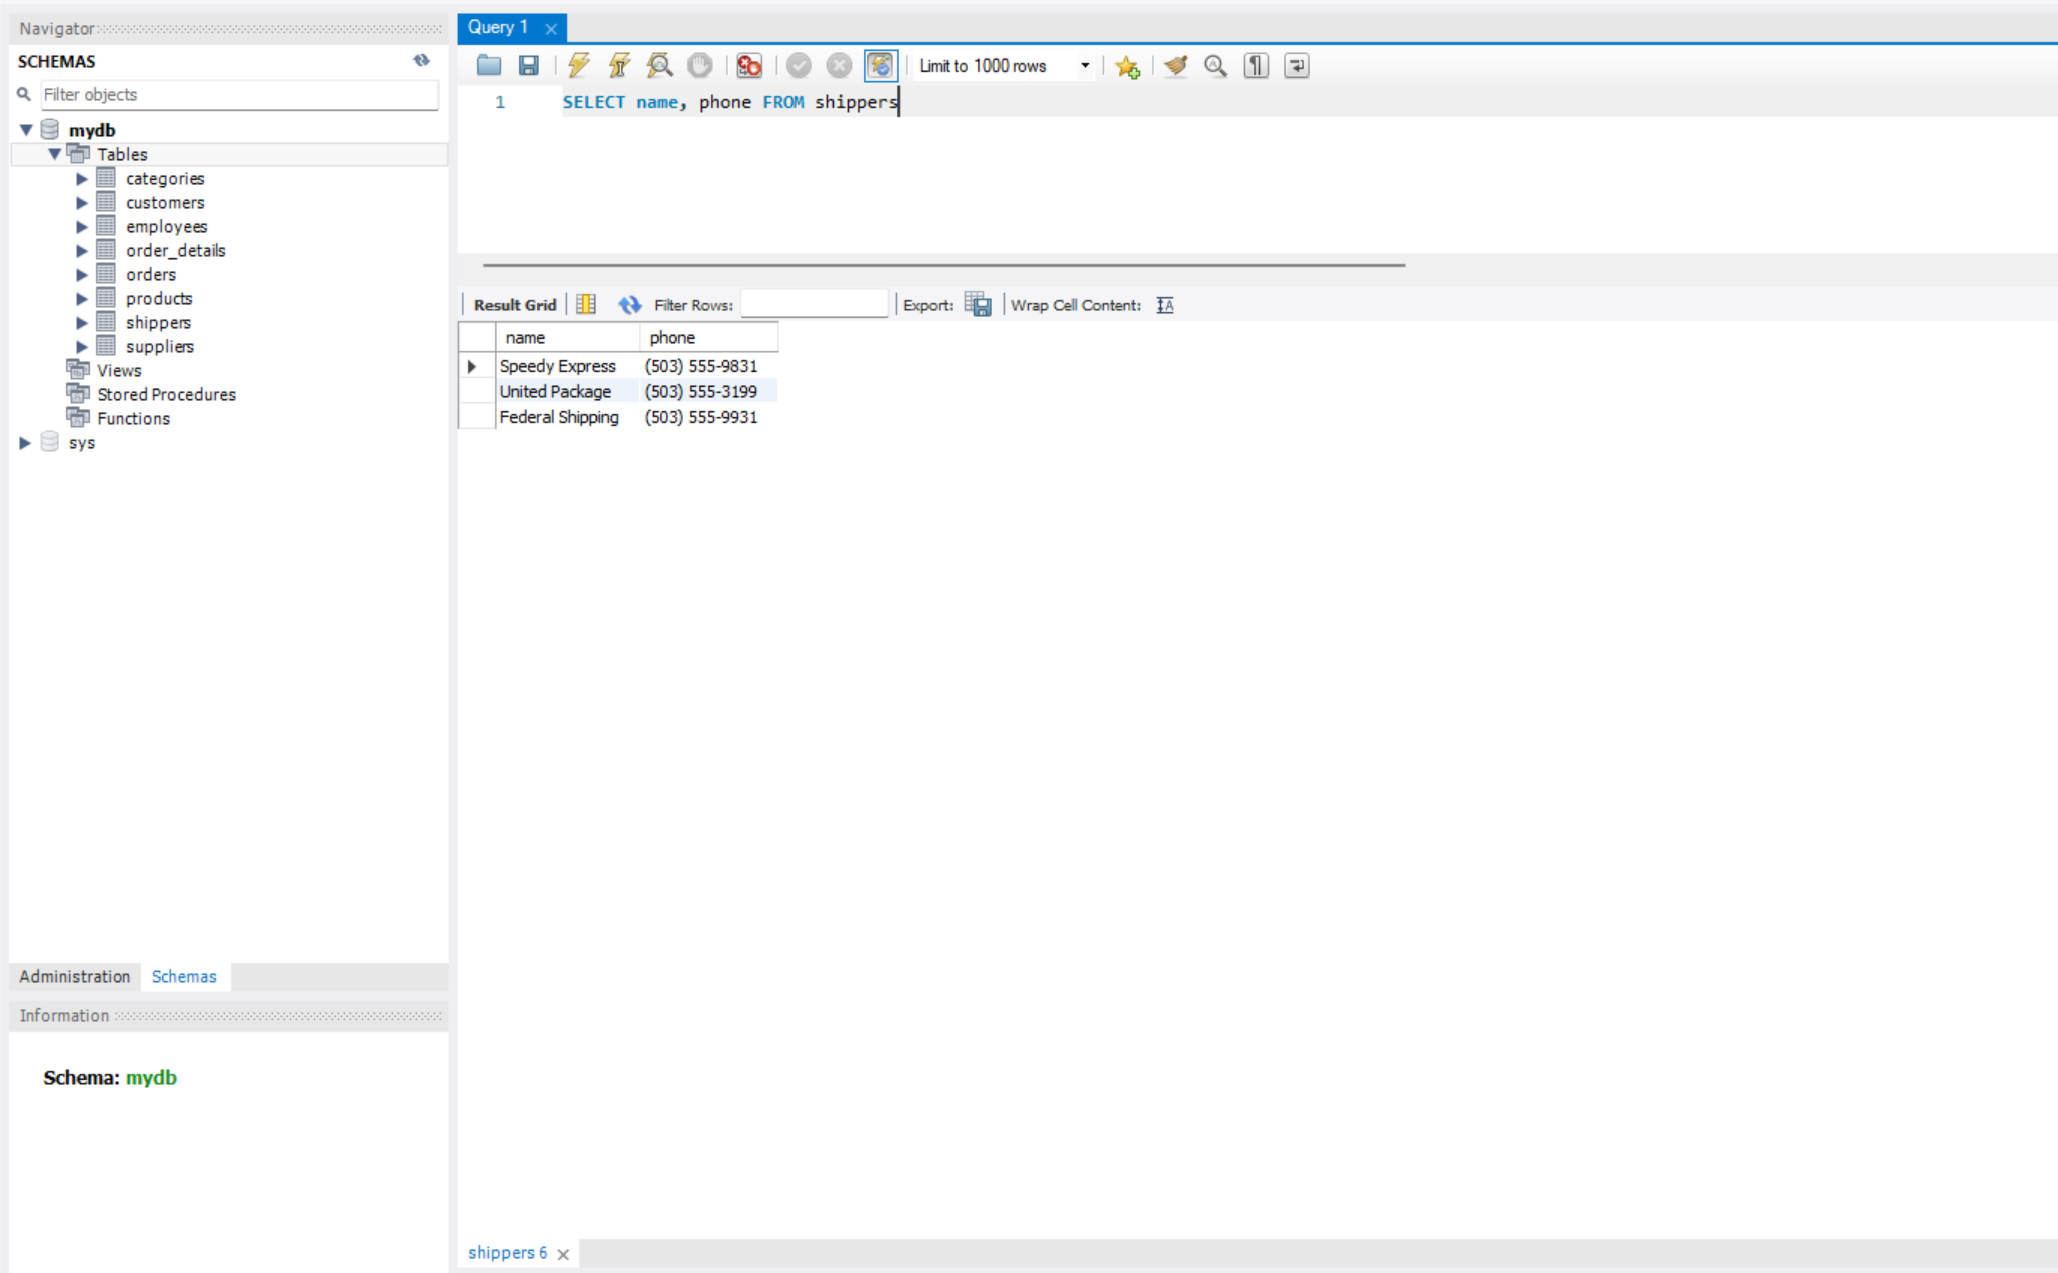 Navigator
SCHEMAS
Filter objects
mydb
Tables
categories
customers
employees
order_details
orders
products
shippers
suppliers
Views
Stored Procedures
Functions
sys
Administration Schemas
Information
Schema: mydb
Query 1
Limit to 1000 rows
1 SELECT name, phone FROM shippers
Result Grid Filter Rows: Export: Wrap Cell Content:
name phone
Speedy Express (503) 555-9831
United Package (503) 555-3199
Federal Shipping (503) 555-9931
shippers 6